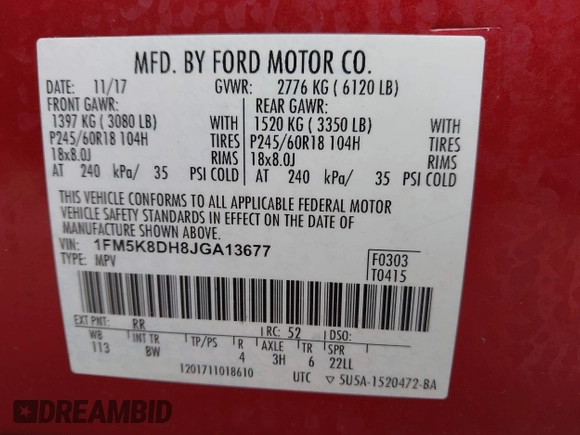 MFD. BY FORD MOTOR CO.
DATE: 11/17 GVWR: 2776 KG ( 6120 LB)
FRONT GAWR: REAR GAWR:
1397 KG ( 3080 LB) WITH 1520 KG ( 3350 LB) WITH
P245/60R18 104H TIRES P245/60R18 104H TIRES
18x8.0J RIMS 18x8.0J RIMS
AT 240 kPa/ 35 PSI COLD AT 240 kPa/ 35 PSI COLD
THIS VEHICLE CONFORMS TO ALL APPLICABLE FEDERAL MOTOR
VEHICLE SAFETY STANDARDS IN EFFECT ON THE DATE OF
MANUFACTURE SHOWN ABOVE.
VIN: 1FM5K8DH8JGA13677 F0303
TYPE: MPV T0415
EXT PNT: RR RC: 52 DSO:
WB INT TR TP/PS R AXLE TR SPR
113 BW 4 3H 6 22LL
1201711018610 UTC ▽ 5U5A-1520472-BA
DREAMBID